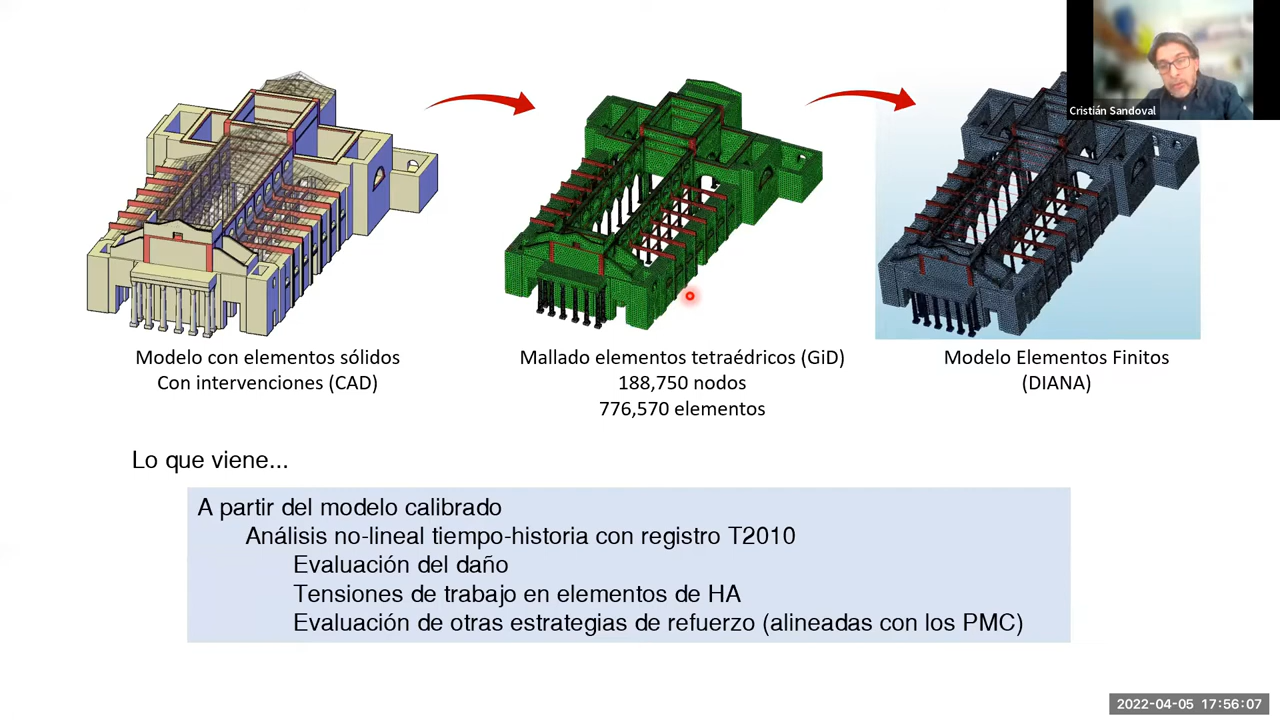 Cristián Sandoval
Modelo con elementos sólidos
Con intervenciones (CAD)
Mallado elementos tetraédricos (GiD)
188,750 nodos
776,570 elementos
Modelo Elementos Finitos
(DIANA)
Lo que viene...
A partir del modelo calibrado
Análisis no-lineal tiempo-historia con registro T2010
Evaluación del daño
Tensiones de trabajo en elementos de HA
Evaluación de otras estrategias de refuerzo (alineadas con los PMC)
2022-04-05 17:56:07